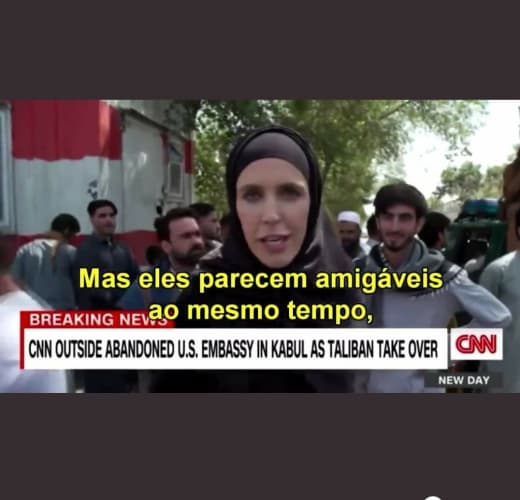 Mas eles parecem amigáveis
ao mesmo tempo,
BREAKING NEWS
CNN OUTSIDE ABANDONED U.S. EMBASSY IN KABUL AS TALIBAN TAKE OVER
CNN
NEW DAY